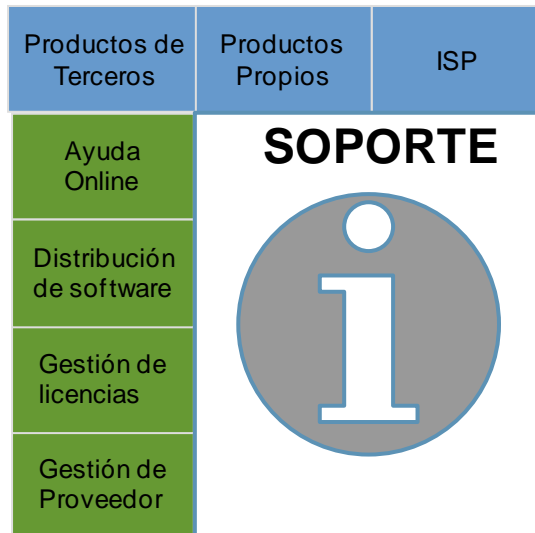 Productos de
Terceros
Productos
Propios
ISP
SOPORTE
Ayuda
Online
Distribución
de software
Gestión de
licencias
Gestión de
Proveedor